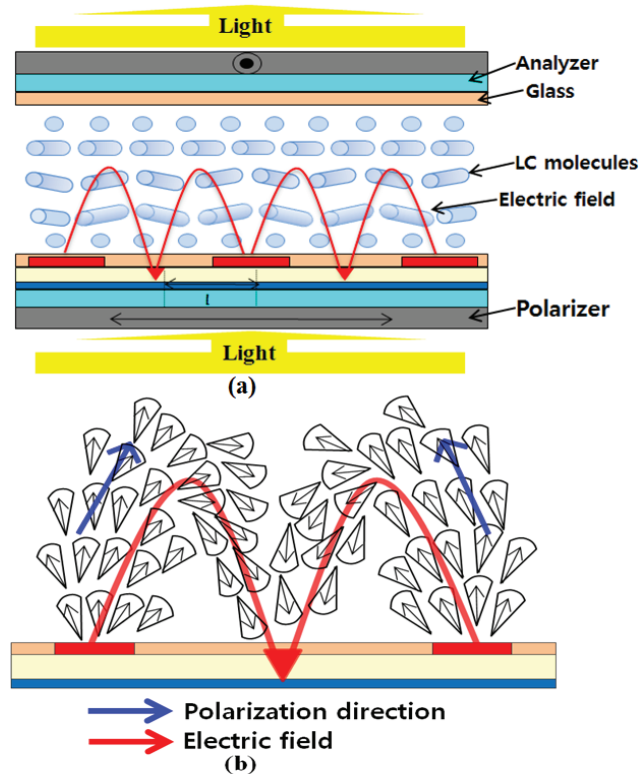 Light
Analyzer
Glass
LC molecules
Electric field
l
Polarizer
Light
(a)
Polarization direction
Electric field
(b)